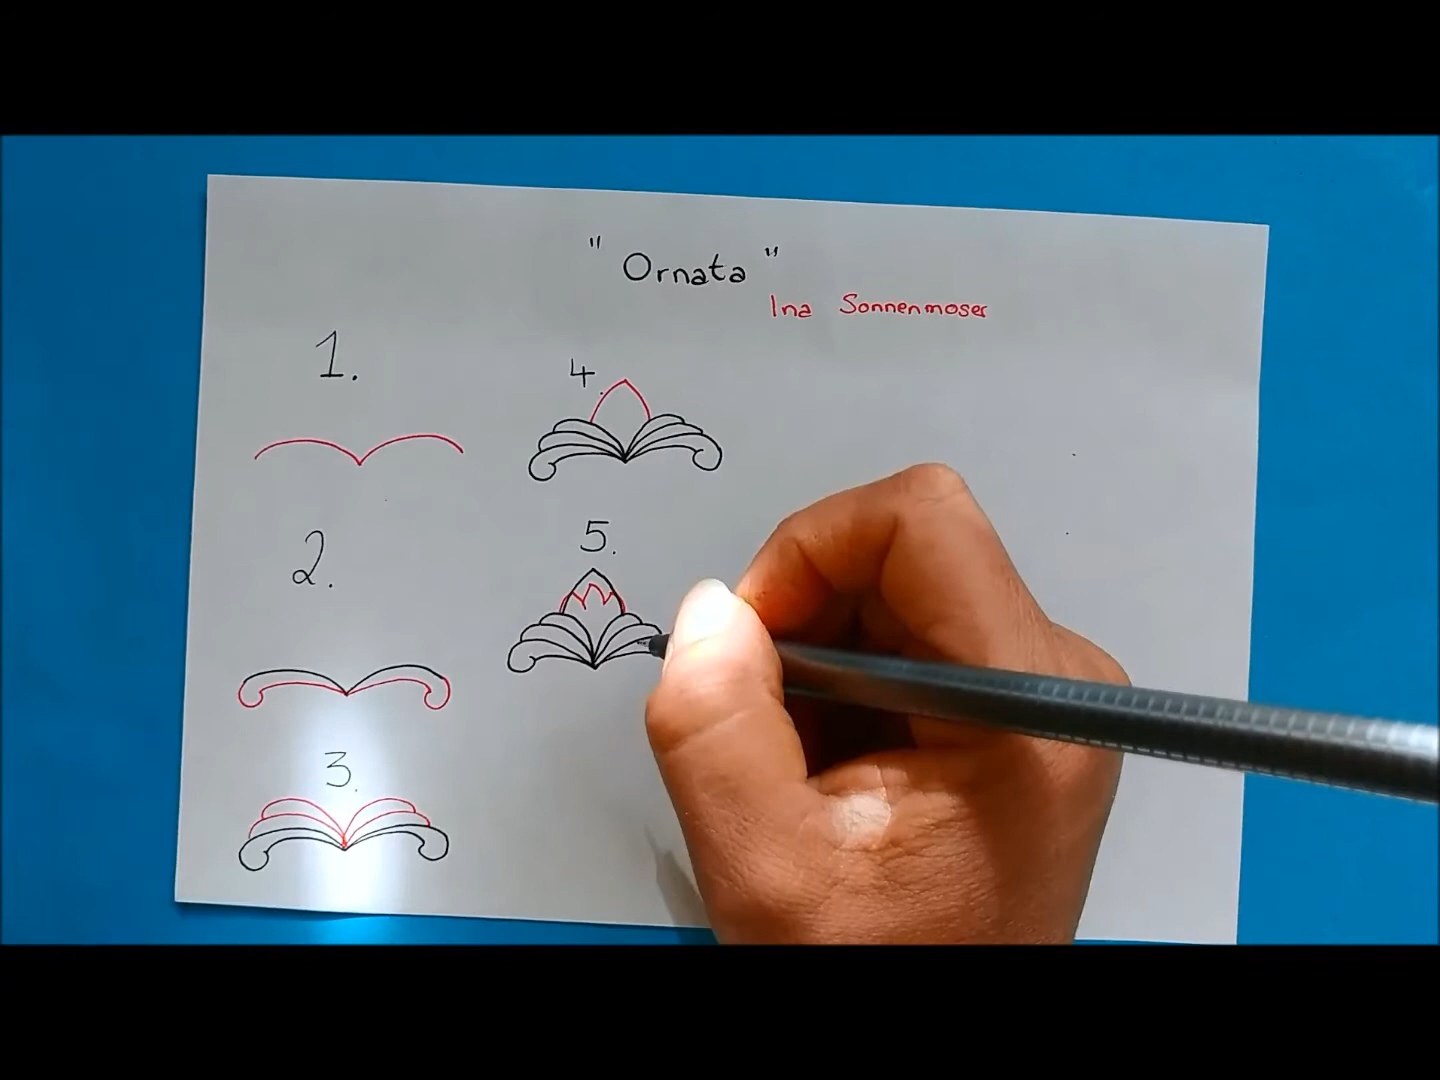 "Ornata"
Ina Sonnenmoser
1.
2.
3.
4.
5.